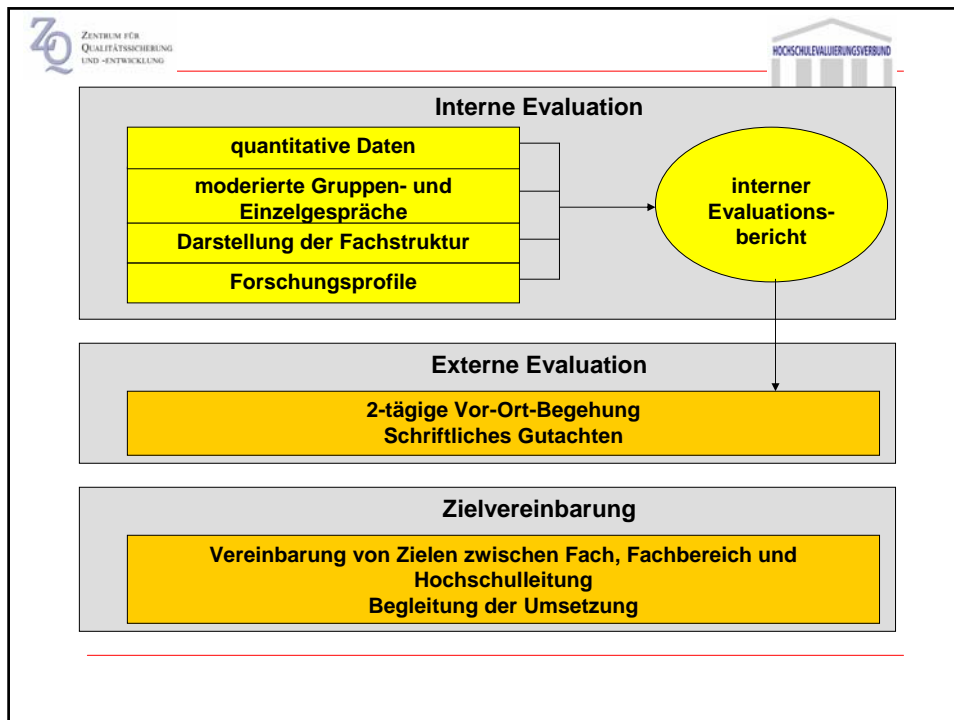 ZQ
ZENTRUM FÜR
QUALITÄTSSICHERUNG
UND -ENTWICKLUNG
HOCHSCHULEVALUIERUNGSVERBUND
Interne Evaluation
quantitative Daten
moderierte Gruppen- und
Einzelgespräche
Darstellung der Fachstruktur
Forschungsprofile
interner
Evaluations-
bericht
Externe Evaluation
2-tägige Vor-Ort-Begehung
Schriftliches Gutachten
Zielvereinbarung
Vereinbarung von Zielen zwischen Fach, Fachbereich und
Hochschulleitung
Begleitung der Umsetzung